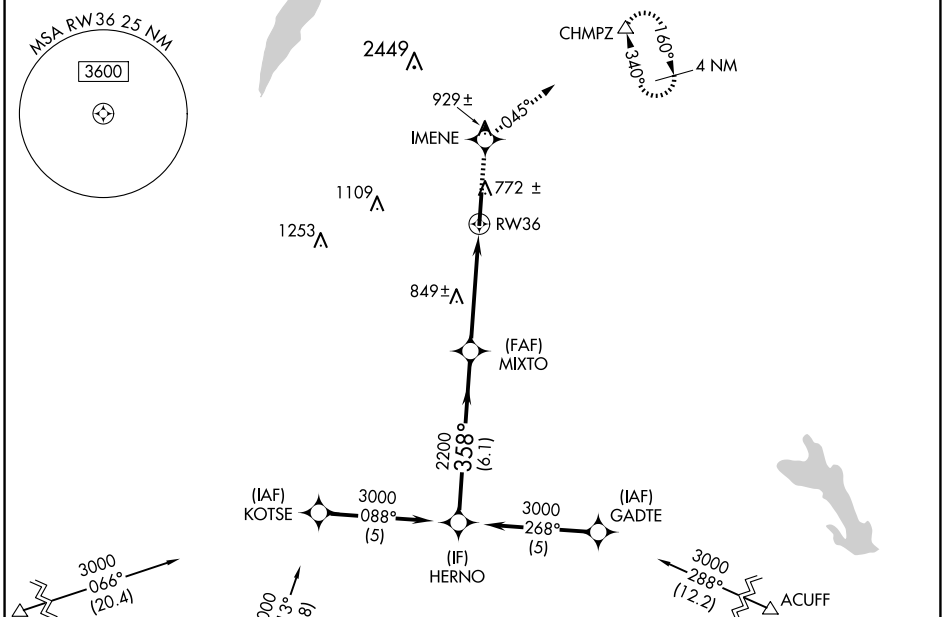 MSA RW36 25 NM
3600
2449
CHMPZ
160°
340°
4 NM
929±
045°
IMENE
772 ±
1109
RW36
1253
849±
(FAF)
MIXTO
2200
358°
(6.1)
(IAF)
KOTSE
3000
088°
(5)
(IF)
HERNO
3000
268°
(5)
(IAF)
GADTE
3000
066°
(20.4)
3000
288°
(12.2)
ACUFF